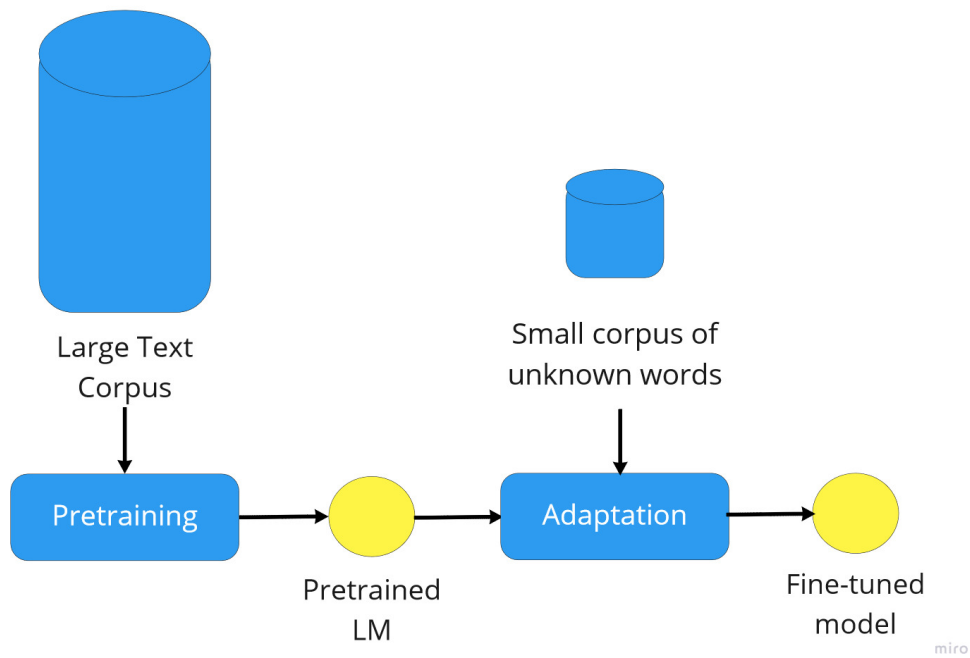 Large Text
Corpus
Small corpus of
unknown words
Pretraining
Adaptation
Pretrained
LM
Fine-tuned
model
miro